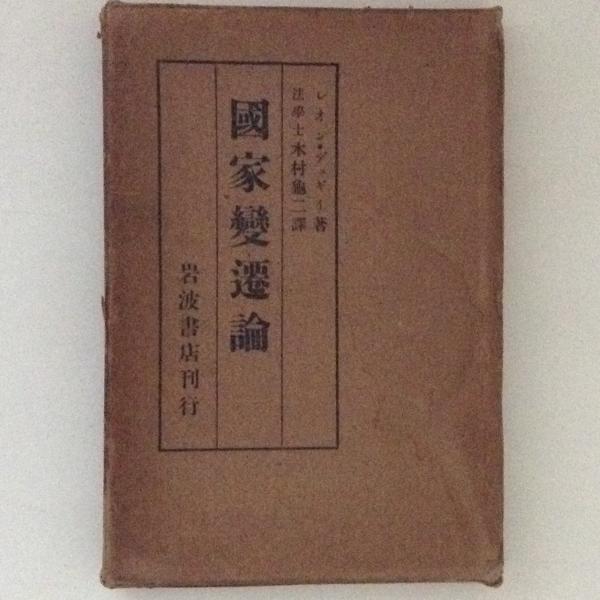 レオン・デュギイ著
法學士木村龜二譯
國家變遷論
岩波書店刊行